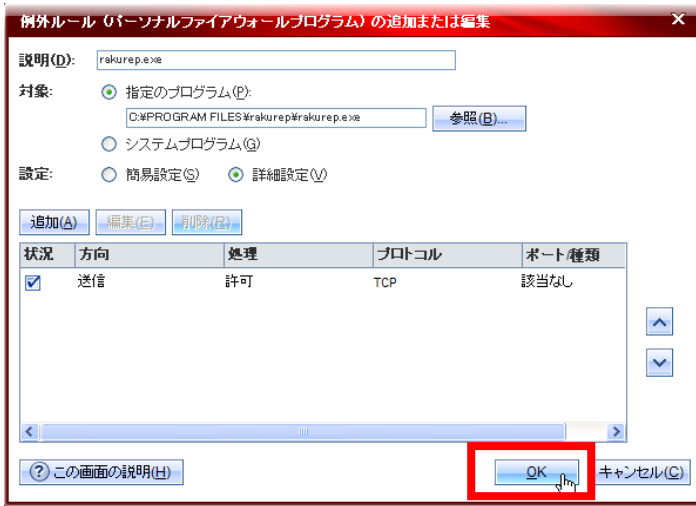 例外ルール (パーソナルファイアウォールプログラム) の追加または編集
説明(D): rakurep.exe
対象: 指定のプログラム(P):
C:¥PROGRAM FILES¥rakurep¥rakurep.exe 参照(B)...
システムプログラム(G)
設定: 簡易設定(S) 詳細設定(V)
追加(A) 編集(E) 削除(R)
状況 方向 処理 プロトコル ポート/種類
送信 許可 TCP 該当なし
?この画面の説明(H) OK キャンセル(C)